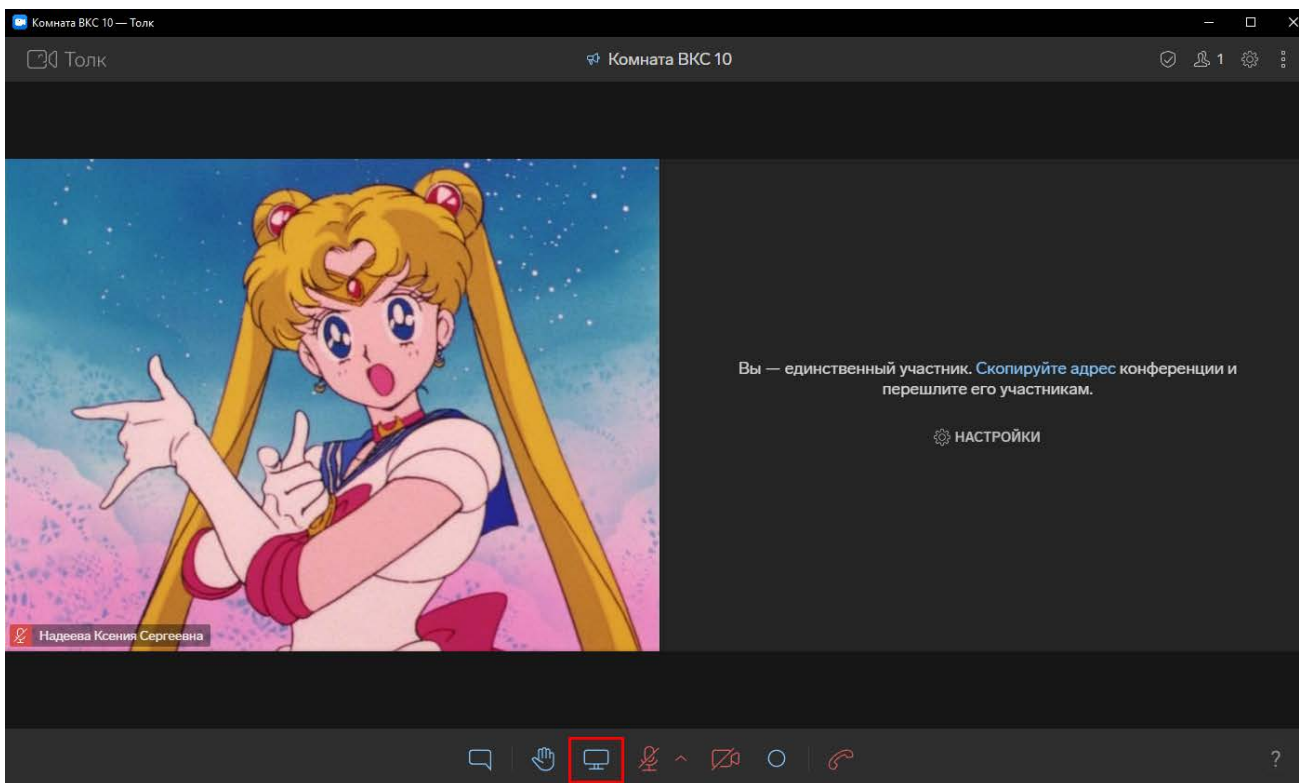 Комната ВКС 10 — Толк
Толк
Комната ВКС 10
1
Вы — единственный участник. Скопируйте адрес конференции и
перешлите его участникам.
НАСТРОЙКИ
Надеева Ксения Сергеевна
?